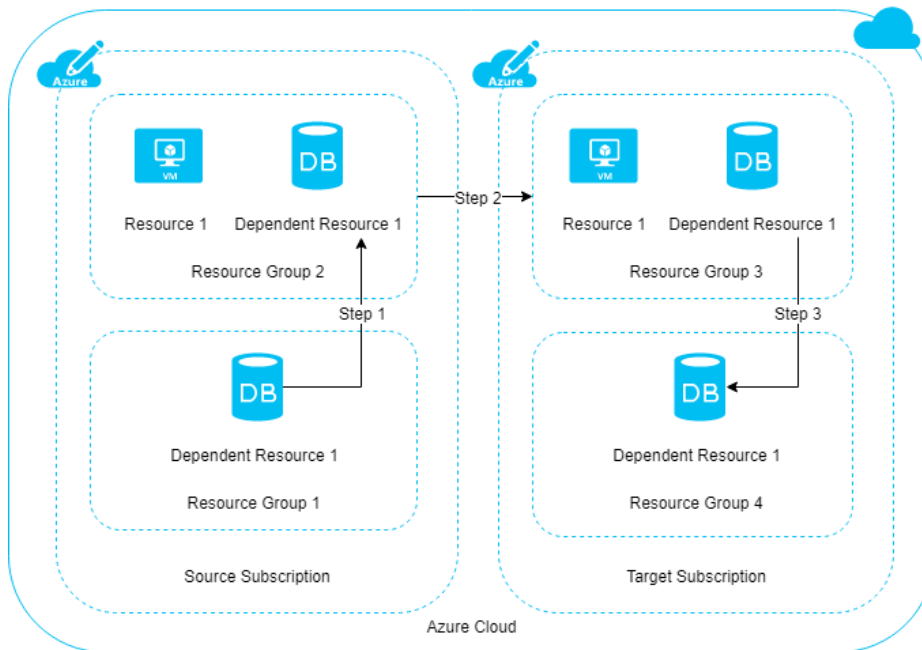 Azure
Azure
VM
DB
VM
DB
Step 2
Resource 1
Dependent Resource 1
Resource 1
Dependent Resource 1
Resource Group 2
Resource Group 3
Step 1
Step 3
DB
DB
Dependent Resource 1
Dependent Resource 1
Resource Group 1
Resource Group 4
Source Subscription
Target Subscription
Azure Cloud